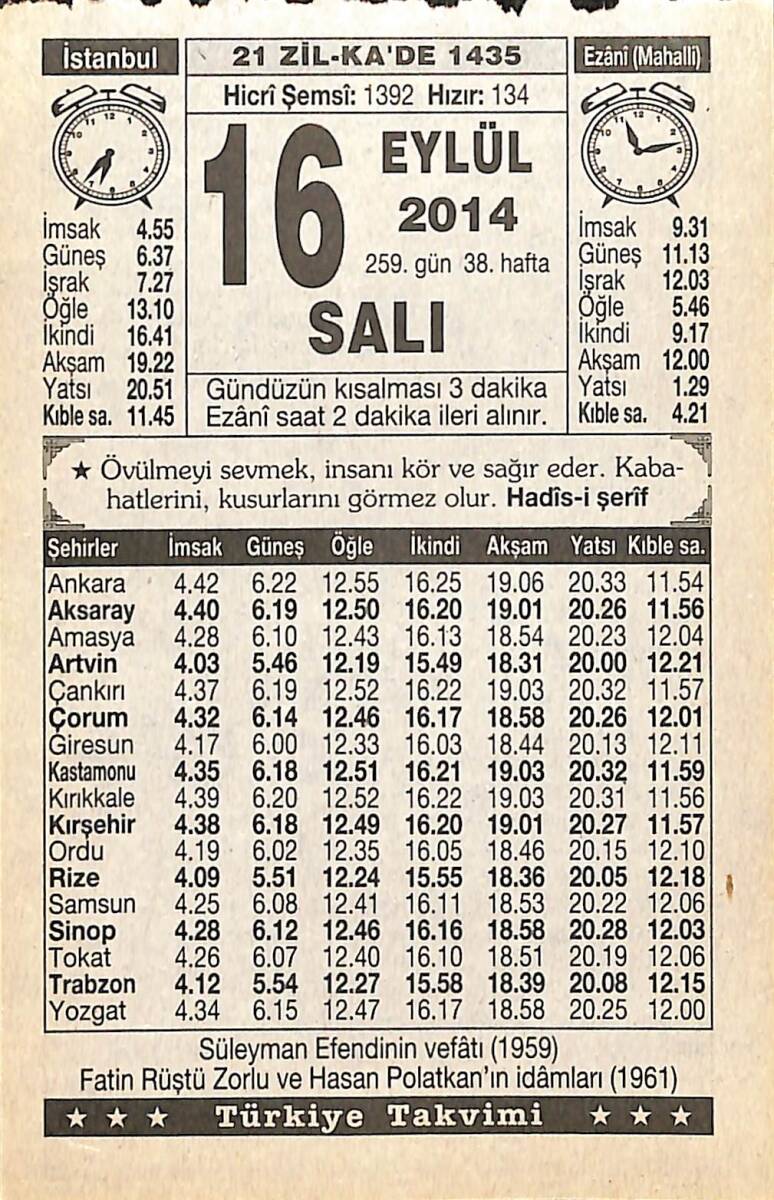 İstanbul
21 ZİL-KA'DE 1435
Ezânî (Mahallî)
Hicrî Şemsî: 1392 Hızır: 134
16
EYLÜL
2014
259. gün 38. hafta
SALI
İmsak 4.55
Güneş 6.37
İşrak 7.27
Öğle 13.10
İkindi 16.41
Akşam 19.22
Yatsı 20.51
Kıble sa. 11.45
İmsak 9.31
Güneş 11.13
İşrak 12.03
Öğle 5.46
İkindi 9.17
Akşam 12.00
Yatsı 1.29
Kıble sa. 4.21
Gündüzün kısalması 3 dakika
Ezânî saat 2 dakika ileri alınır.
★ Övülmeyi sevmek, insanı kör ve sağır eder. Kaba-
hatlerini, kusurlarını görmez olur. Hadîs-i şerîf
Şehirler İmsak Güneş Öğle İkindi Akşam Yatsı Kıble sa.
Ankara 4.42 6.22 12.55 16.25 19.06 20.33 11.54
Aksaray 4.40 6.19 12.50 16.20 19.01 20.26 11.56
Amasya 4.28 6.10 12.43 16.13 18.54 20.23 12.04
Artvin 4.03 5.46 12.19 15.49 18.31 20.00 12.21
Çankırı 4.37 6.19 12.52 16.22 19.03 20.32 11.57
Çorum 4.32 6.14 12.46 16.17 18.58 20.26 12.01
Giresun 4.17 6.00 12.33 16.03 18.44 20.13 12.11
Kastamonu 4.35 6.18 12.51 16.21 19.03 20.32 11.59
Kırıkkale 4.39 6.20 12.52 16.22 19.03 20.31 11.56
Kırşehir 4.38 6.18 12.49 16.20 19.01 20.27 11.57
Ordu 4.19 6.02 12.35 16.05 18.46 20.15 12.10
Rize 4.09 5.51 12.24 15.55 18.36 20.05 12.18
Samsun 4.25 6.08 12.41 16.11 18.53 20.22 12.06
Sinop 4.28 6.12 12.46 16.16 18.58 20.28 12.03
Tokat 4.26 6.07 12.40 16.10 18.51 20.19 12.06
Trabzon 4.12 5.54 12.27 15.58 18.39 20.08 12.15
Yozgat 4.34 6.15 12.47 16.17 18.58 20.25 12.00
Süleyman Efendinin vefâtı (1959)
Fatin Rüştü Zorlu ve Hasan Polatkan'ın idâmları (1961)
★ ★ ★ Türkiye Takvimi ★ ★ ★